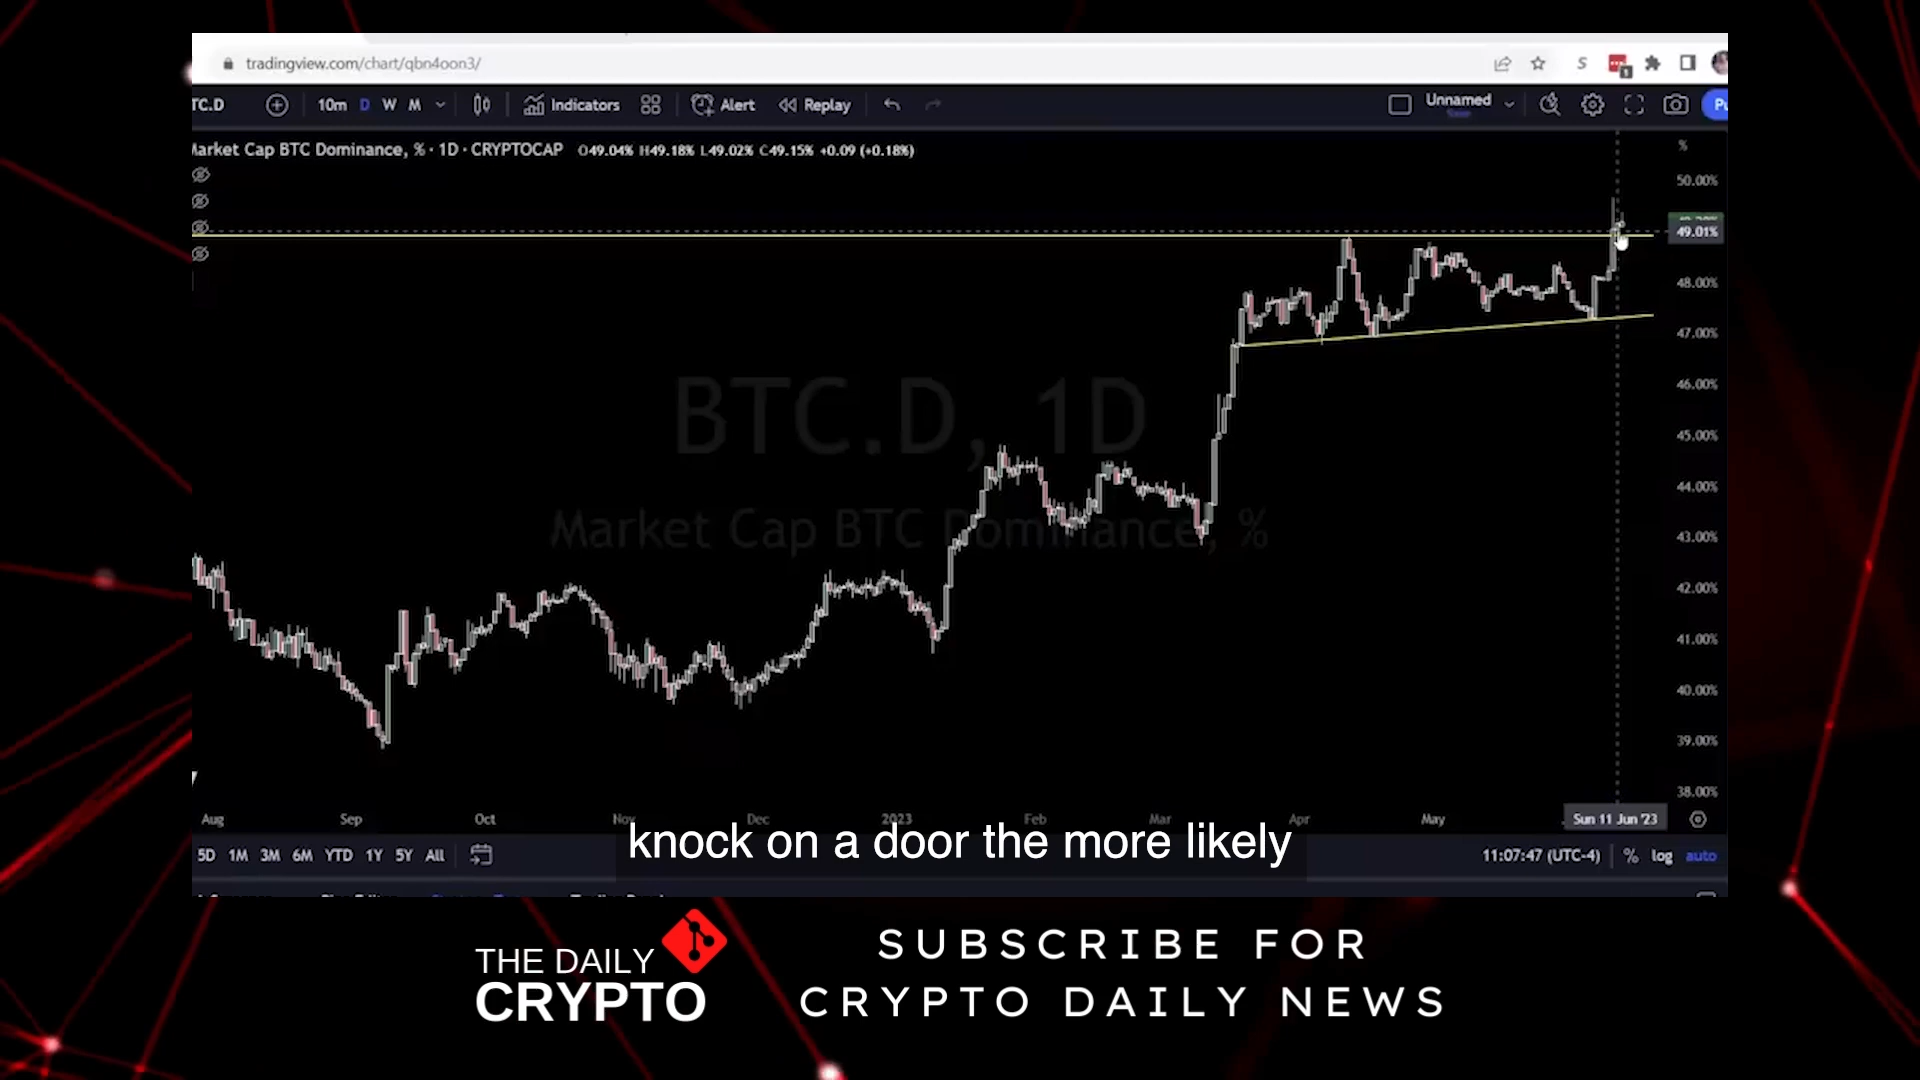 tradingview.com/chart/qbn4oon3/
TC.D 10m D W M Indicators Alert Replay Unnamed
Save
Market Cap BTC Dominance, % · 1D · CRYPTOCAP O49.04% H49.18% L49.02% C49.15% +0.09 (+0.18%)
%
50.00%
49.01%
48.00%
47.00%
46.00%
45.00%
44.00%
43.00%
42.00%
41.00%
40.00%
39.00%
38.00%
BTC.D, 1D
Market Cap BTC Dominance, %
Aug Sep Oct Nov Dec 2023 Feb Mar Apr May Sun 11 Jun '23
knock on a door the more likely
5D 1M 3M 6M YTD 1Y 5Y All 11:07:47 (UTC-4) % log auto
THE DAILY
CRYPTO
SUBSCRIBE FOR
CRYPTO DAILY NEWS